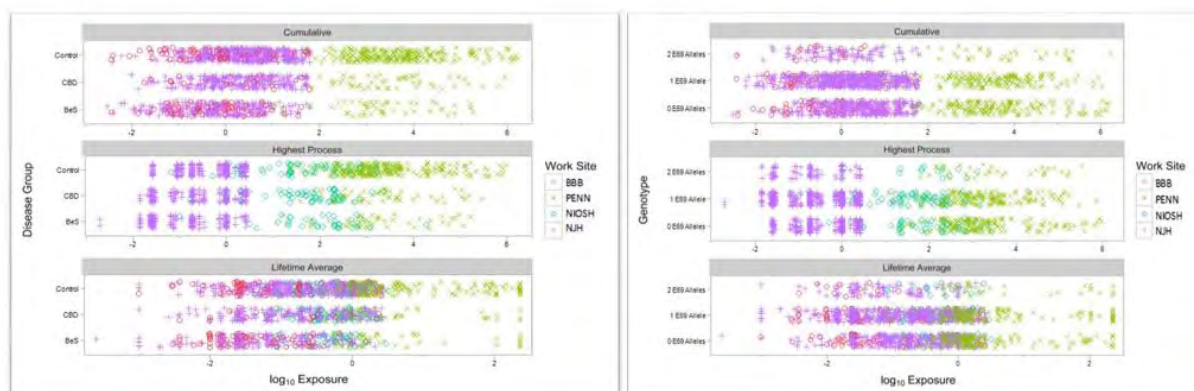 Cumulative
Control
CBD
BeS
-2 0 2 4 6
Highest Process
Control
CBD
BeS
-2 0 2 4 6
Lifetime Average
Control
CBD
BeS
-2 0 2
Disease Group
log10 Exposure
Work Site
BBB
PENN
NIOSH
NJH
Cumulative
2 E69 Alleles
1 E69 Allele
0 E69 Alleles
-2 0 2 4 6
Highest Process
2 E69 Alleles
1 E69 Allele
0 E69 Alleles
-2 0 2 4 6
Lifetime Average
2 E69 Alleles
1 E69 Allele
0 E69 Alleles
-2 0 2
Genotype
log10 Exposure
Work Site
BBB
PENN
NIOSH
NJH